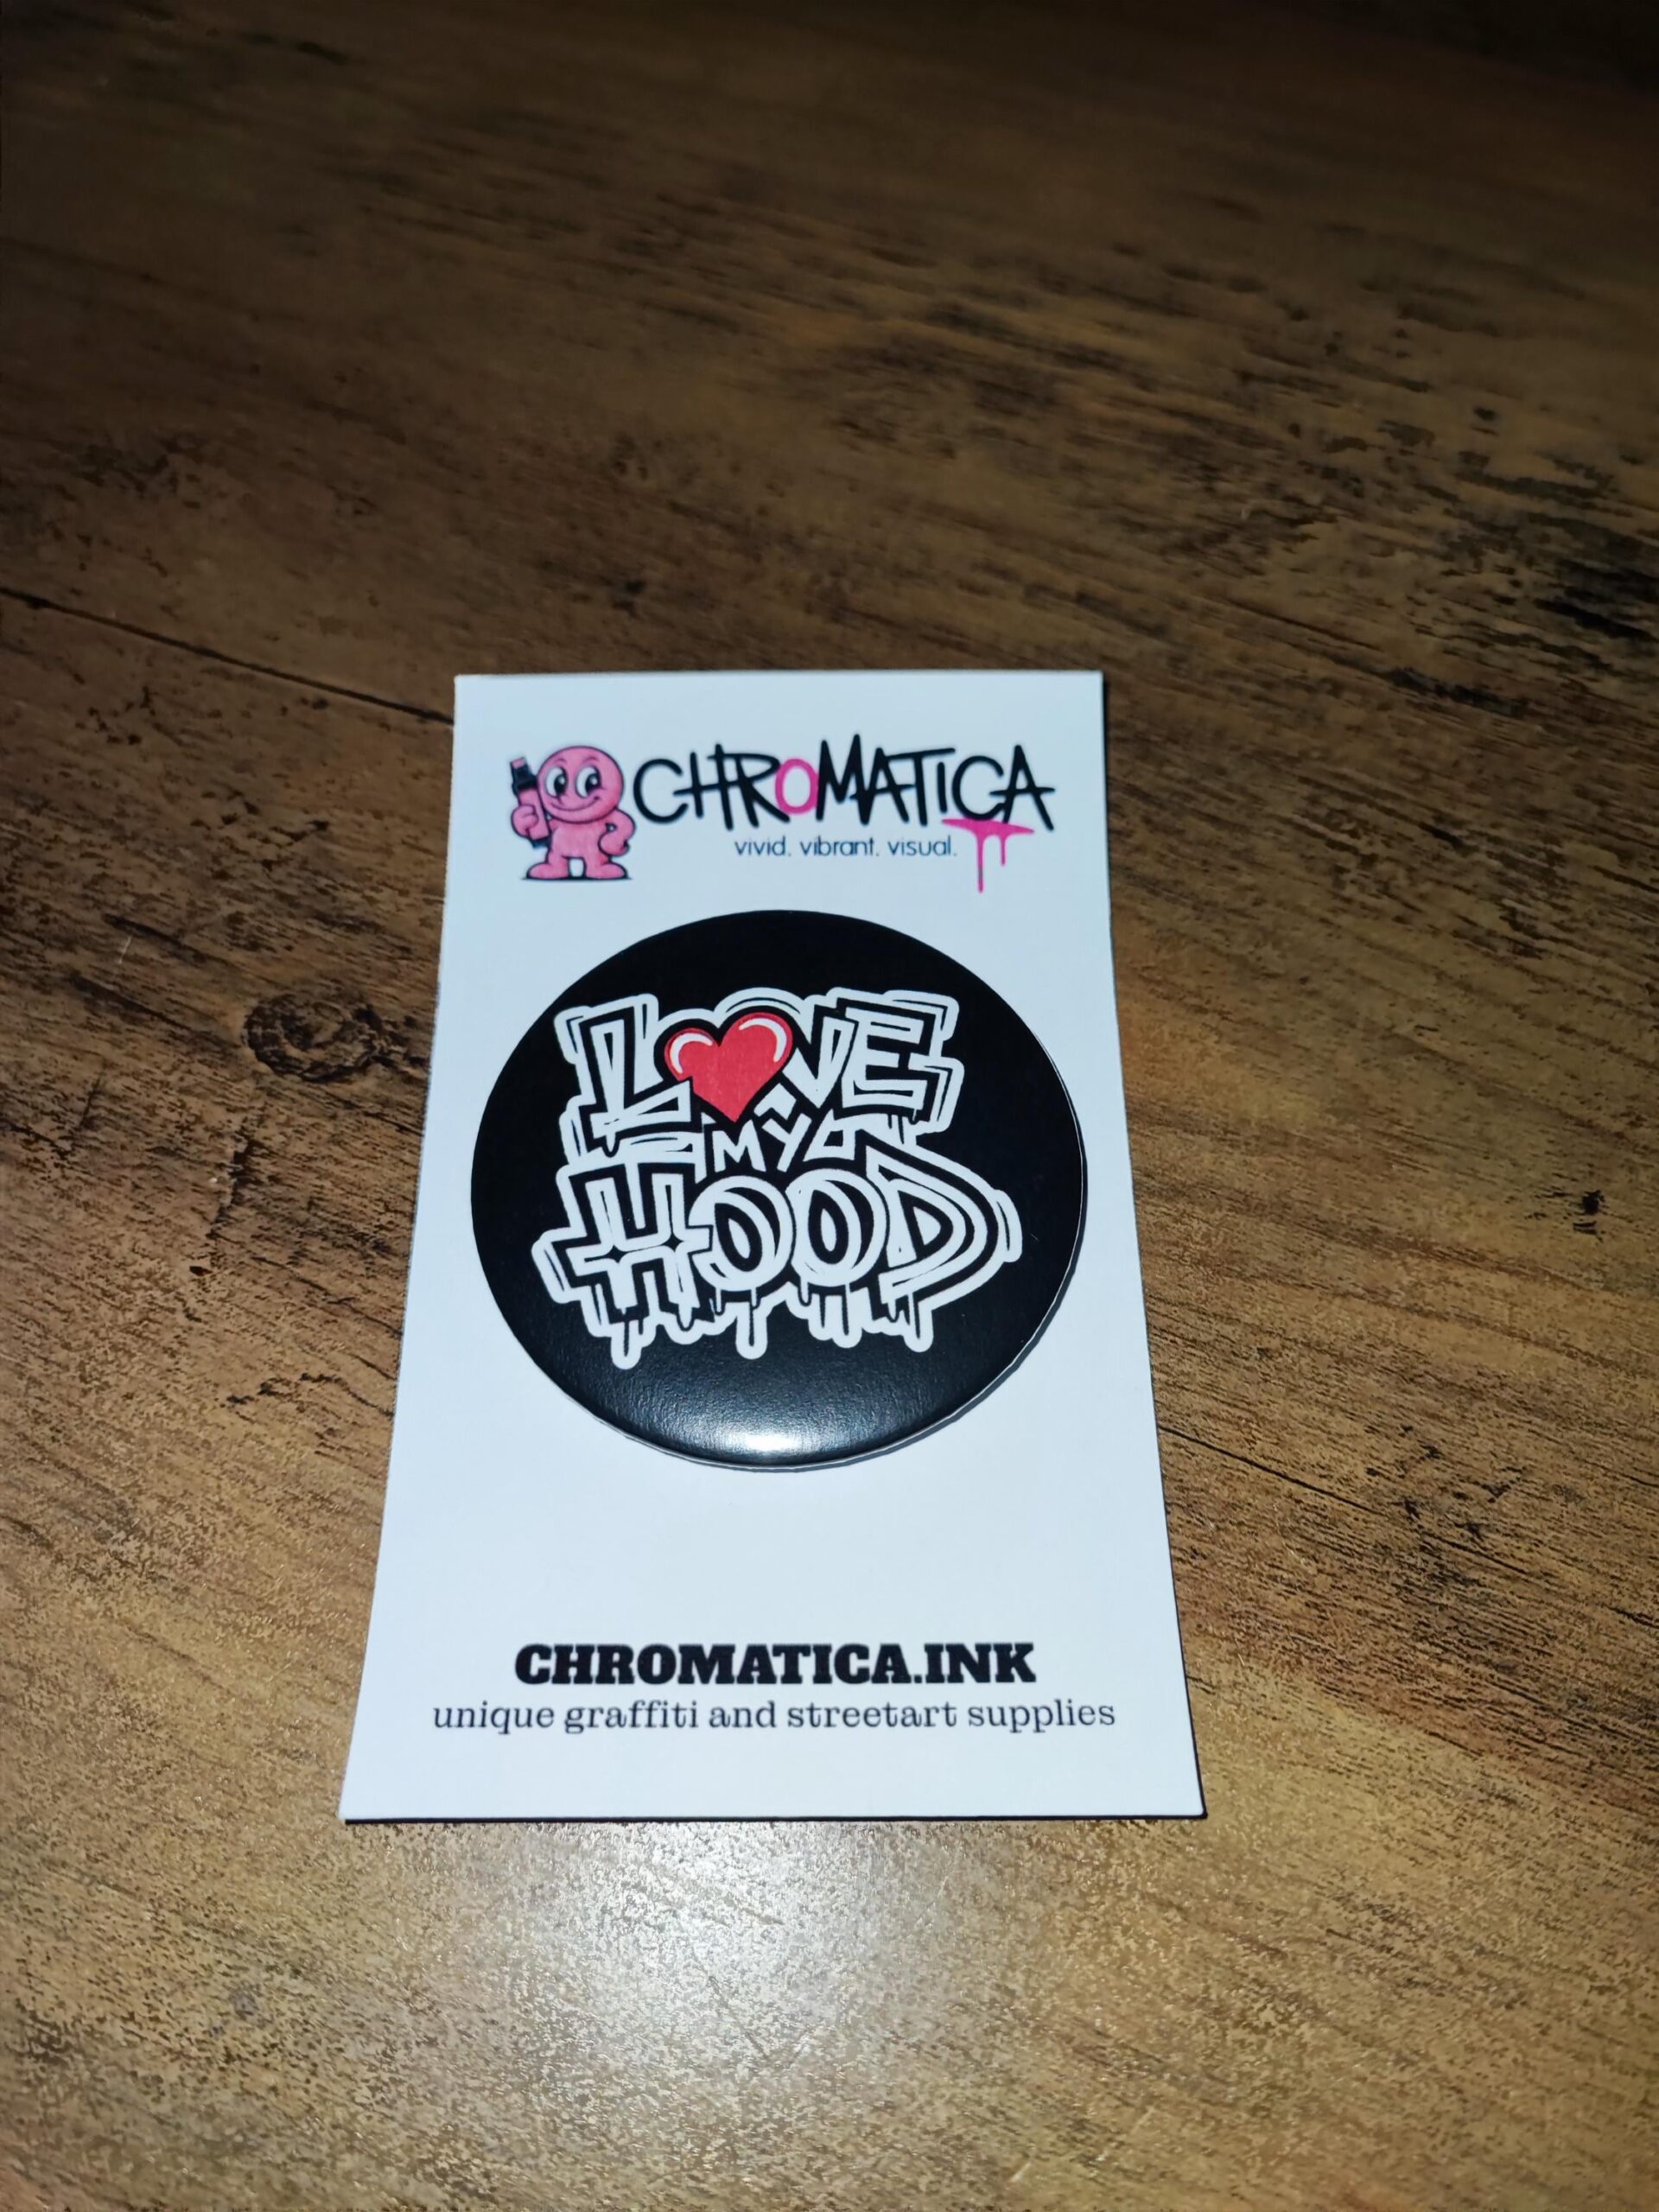 CHROMATICA
vivid. vibrant. visual.
LOVE
MY
HOOD
CHROMATICA.INK
unique graffiti and streetart supplies